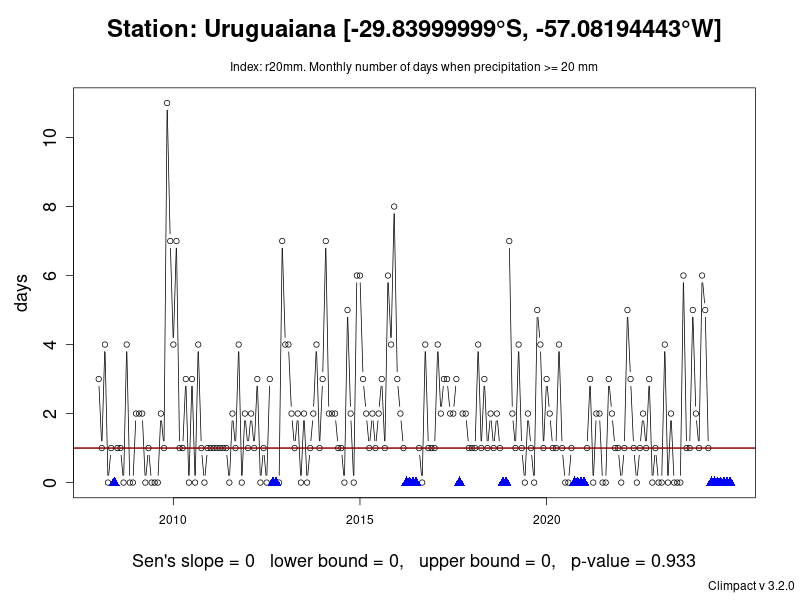 Station: Uruguaiana [-29.83999999°S, -57.08194443°W]
Index: r20mm. Monthly number of days when precipitation >= 20 mm
days
10
8
6
4
2
0
2010 2015 2020
Sen's slope = 0 lower bound = 0, upper bound = 0, p-value = 0.933
Climpact v 3.2.0